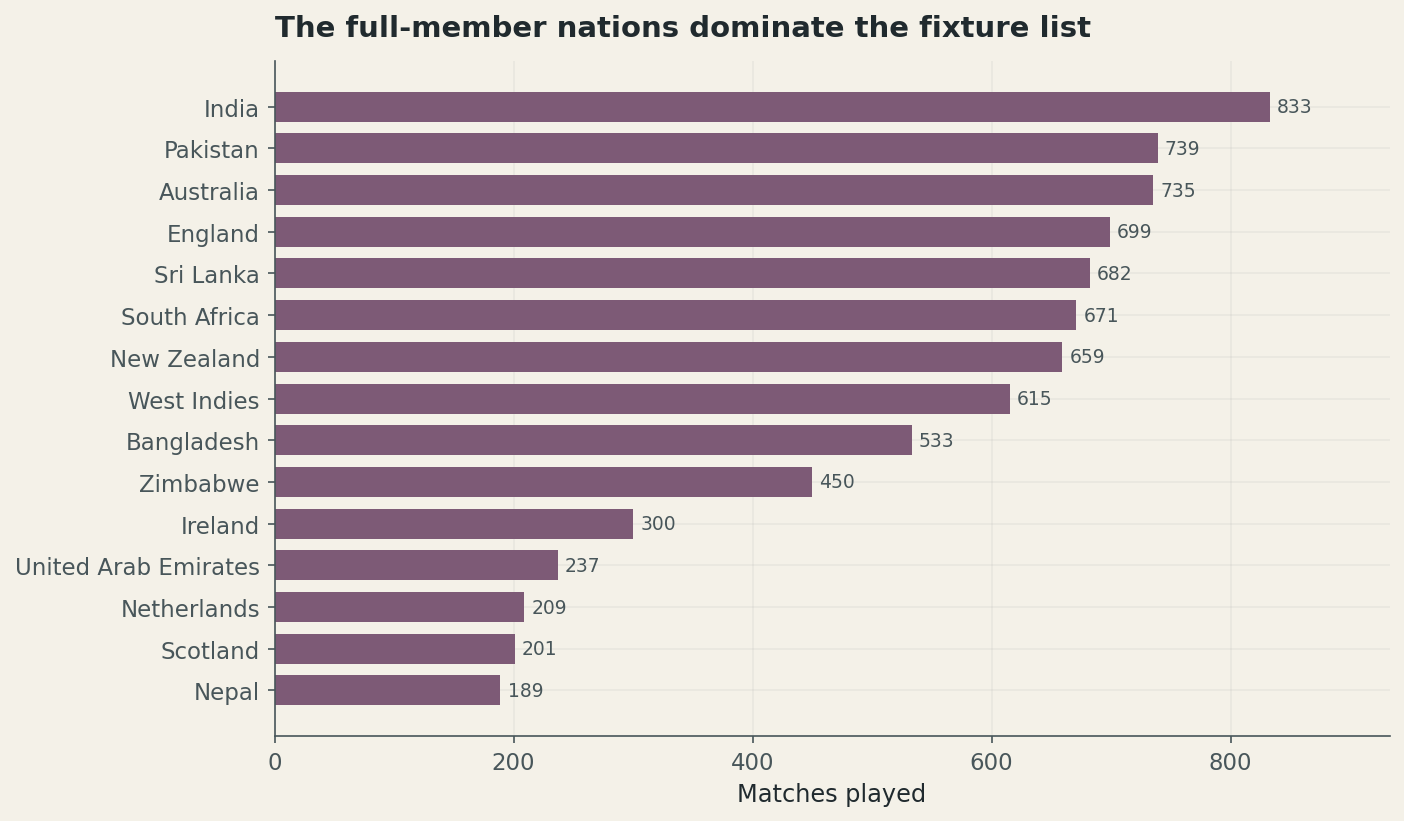 The full-member nations dominate the fixture list
India 833
Pakistan 739
Australia 735
England 699
Sri Lanka 682
South Africa 671
New Zealand 659
West Indies 615
Bangladesh 533
Zimbabwe 450
Ireland 300
United Arab Emirates 237
Netherlands 209
Scotland 201
Nepal 189
0 200 400 600 800
Matches played